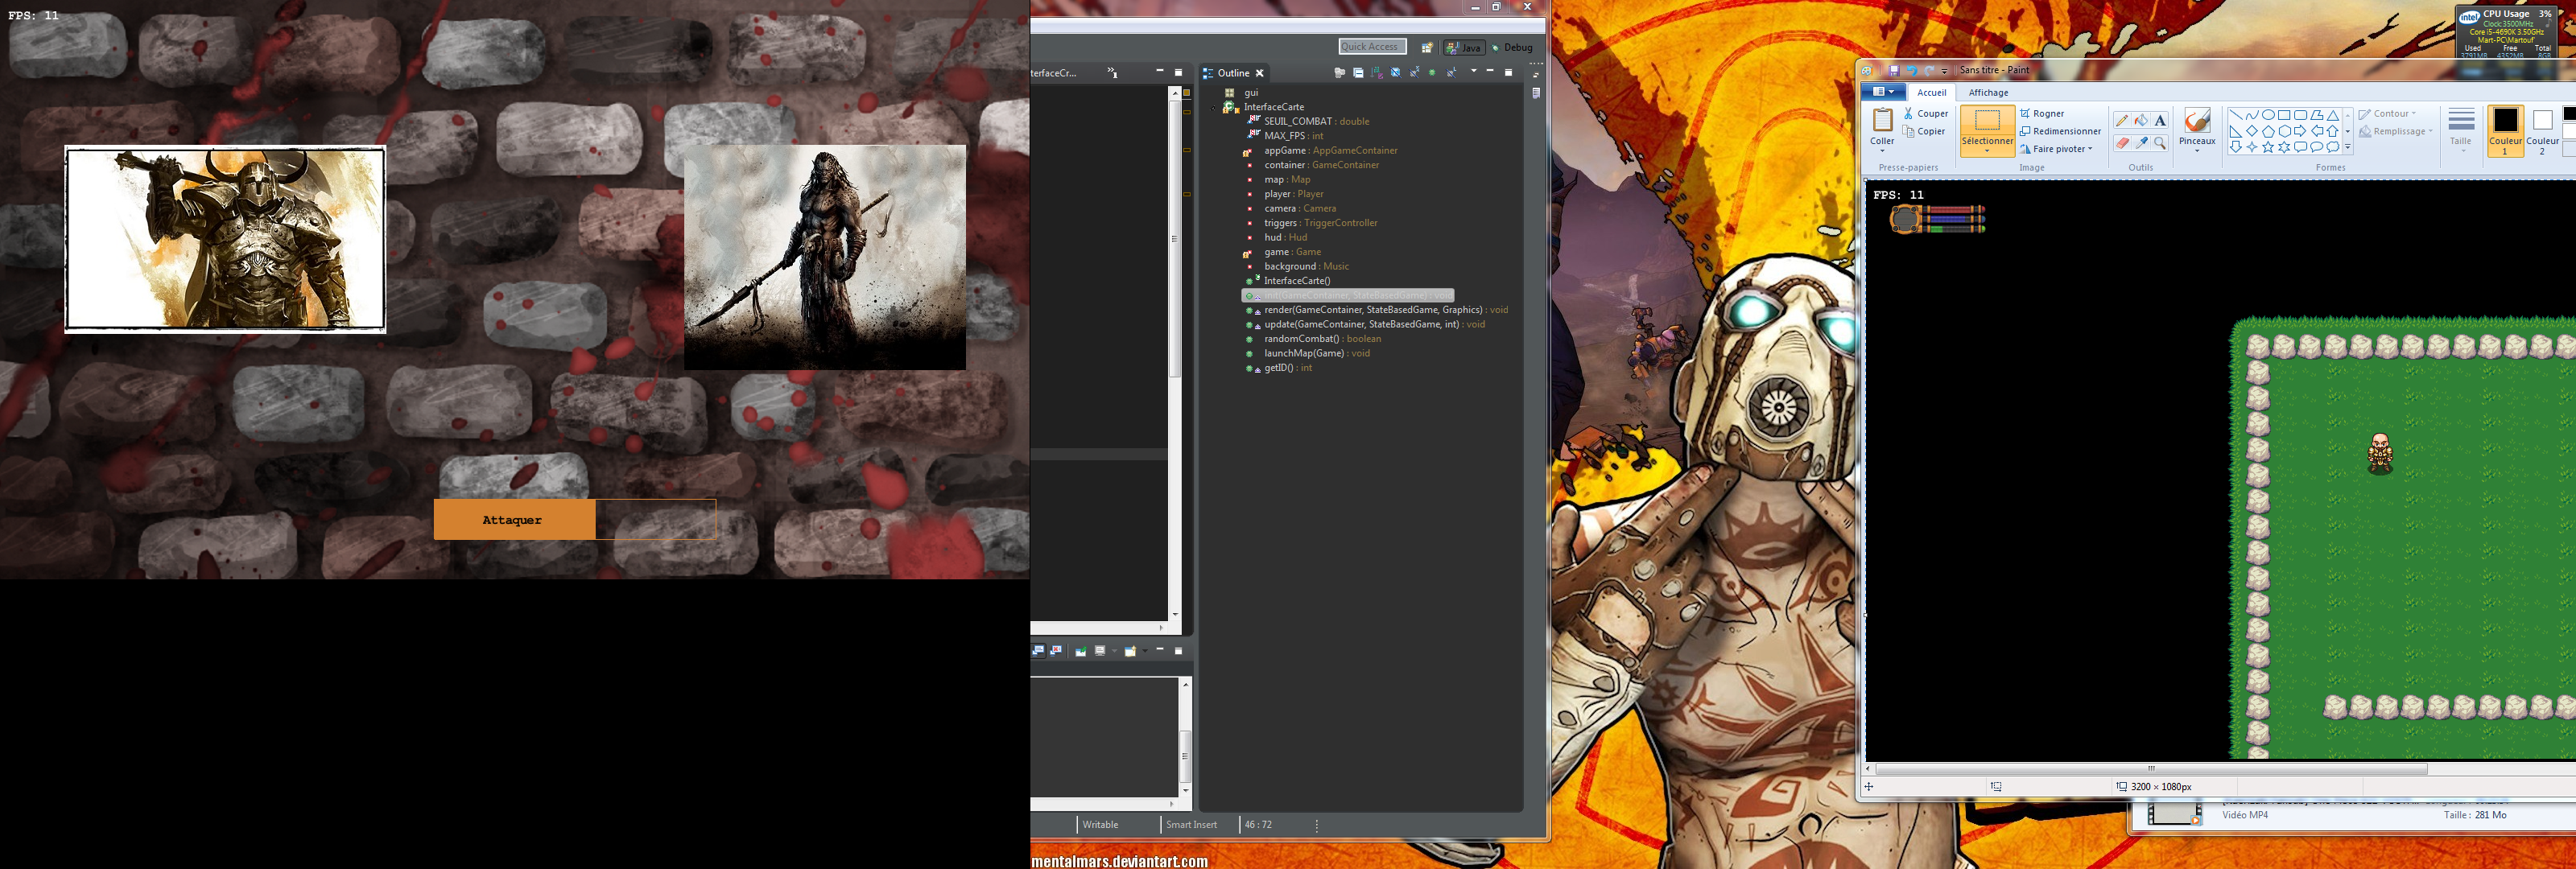 FPS: 11
Attaquer
Quick Access
Java
Debug
terfaceCr...
Outline
gui
InterfaceCarte
SEUIL_COMBAT : double
MAX_FPS : int
appGame : AppGameContainer
container : GameContainer
map : Map
player : Player
camera : Camera
triggers : TriggerController
hud : Hud
game : Game
background : Music
InterfaceCarte()
init(GameContainer, StateBasedGame) : void
render(GameContainer, StateBasedGame, Graphics) : void
update(GameContainer, StateBasedGame, int) : void
randomCombat() : boolean
launchMap(Game) : void
getID() : int
Writable
Smart Insert
46 : 72
mentalmars.deviantart.com
intel
CPU Usage 3%
Clock:3500MHz
Core i5-4690K 3.50GHz
Mart-PC\Martouf
Used Free Total
3791MB 4352MB 8GB
Sans titre - Paint
Accueil
Affichage
Coller
Couper
Copier
Presse-papiers
Sélectionner
Rogner
Redimensionner
Faire pivoter
Image
A
Outils
Pinceaux
Contour
Remplissage
Formes
Taille
Couleur 1
Couleur 2
FPS: 11
3200 × 1080px
Vidéo MP4
Taille : 281 Mo